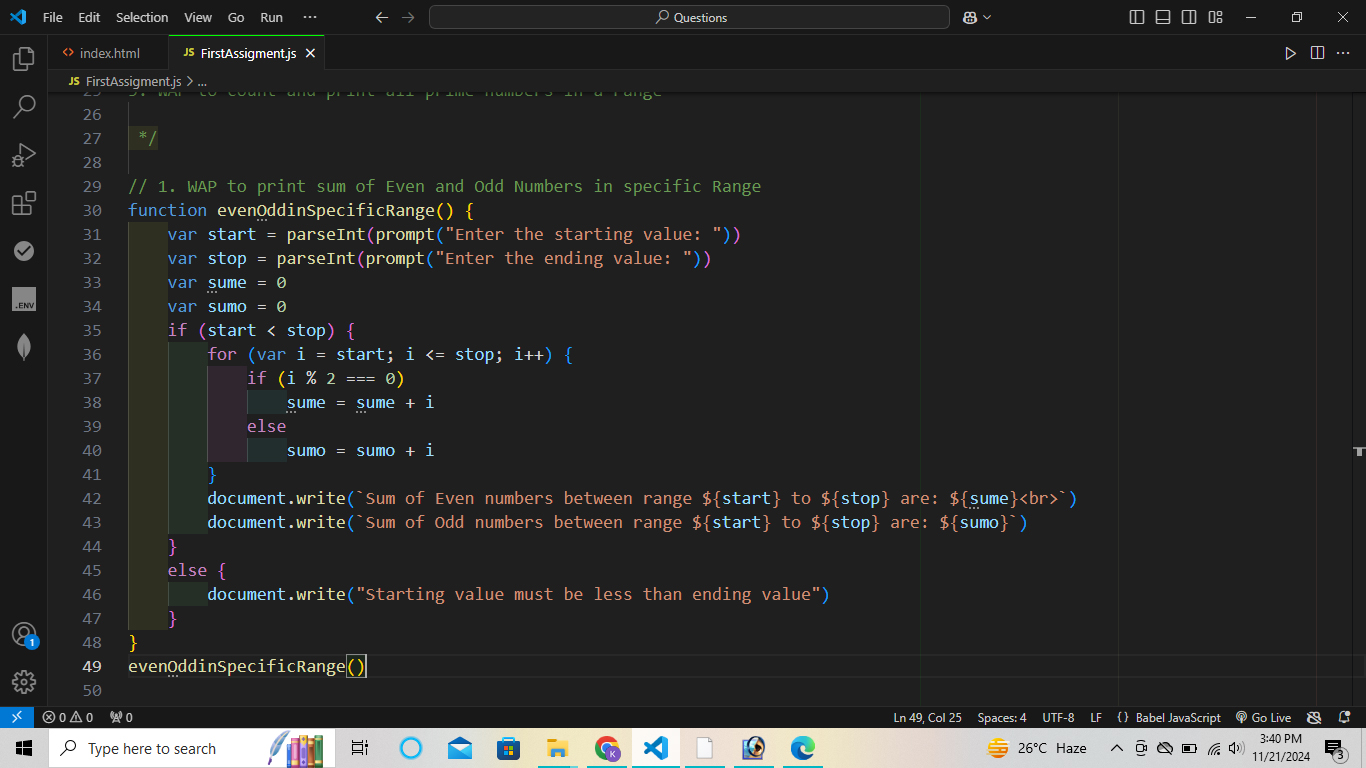 File Edit Selection View Go Run ··· Questions
index.html JS FirstAssigment.js
JS FirstAssigment.js > ...
25 5. WAP to count and print all prime numbers in a range
26
27 */
28
29 // 1. WAP to print sum of Even and Odd Numbers in specific Range
30 function evenOddinSpecificRange() {
31 var start = parseInt(prompt("Enter the starting value: "))
32 var stop = parseInt(prompt("Enter the ending value: "))
33 var sume = 0
34 var sumo = 0
35 if (start < stop) {
36 for (var i = start; i <= stop; i++) {
37 if (i % 2 === 0)
38 sume = sume + i
39 else
40 sumo = sumo + i
41 }
42 document.write(`Sum of Even numbers between range ${start} to ${stop} are: ${sume}<br>`)
43 document.write(`Sum of Odd numbers between range ${start} to ${stop} are: ${sumo}`)
44 }
45 else {
46 document.write("Starting value must be less than ending value")
47 }
48 }
49 evenOddinSpecificRange()
50
.ENV
1
0 0 0 Ln 49, Col 25 Spaces: 4 UTF-8 LF {} Babel JavaScript Go Live
Type here to search K 26°C Haze 3:40 PM
11/21/2024 3